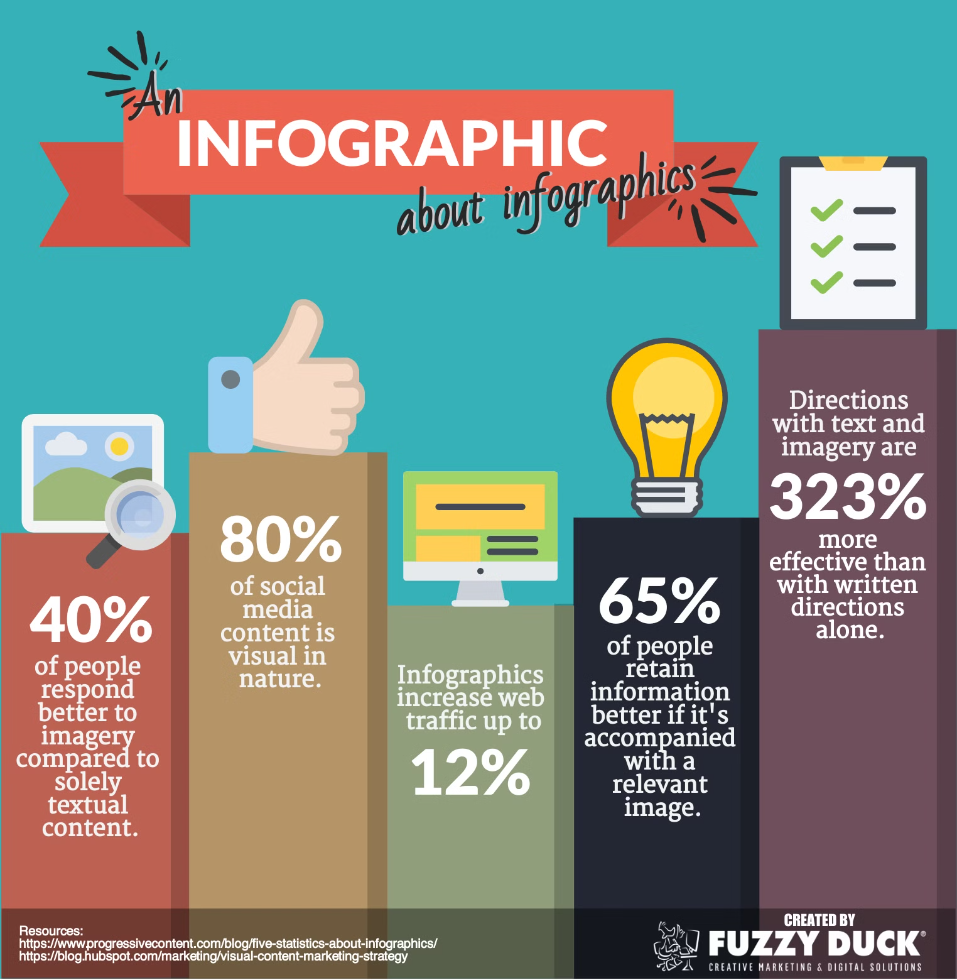 An
INFOGRAPHIC
about infographics
40%
of people
respond
better to
imagery
compared to
solely
textual
content.
80%
of social
media
content is
visual in
nature.
Infographics
increase web
traffic up to
12%
65%
of people
retain
information
better if it's
accompanied
with a
relevant
image.
Directions
with text and
imagery are
323%
more
effective than
with written
directions
alone.
Resources:
https://www.progressivecontent.com/blog/five-statistics-about-infographics/
https://blog.hubspot.com/marketing/visual-content-marketing-strategy
CREATED BY
FUZZY DUCK®
CREATIVE MARKETING & DIGITAL SOLUTIONS